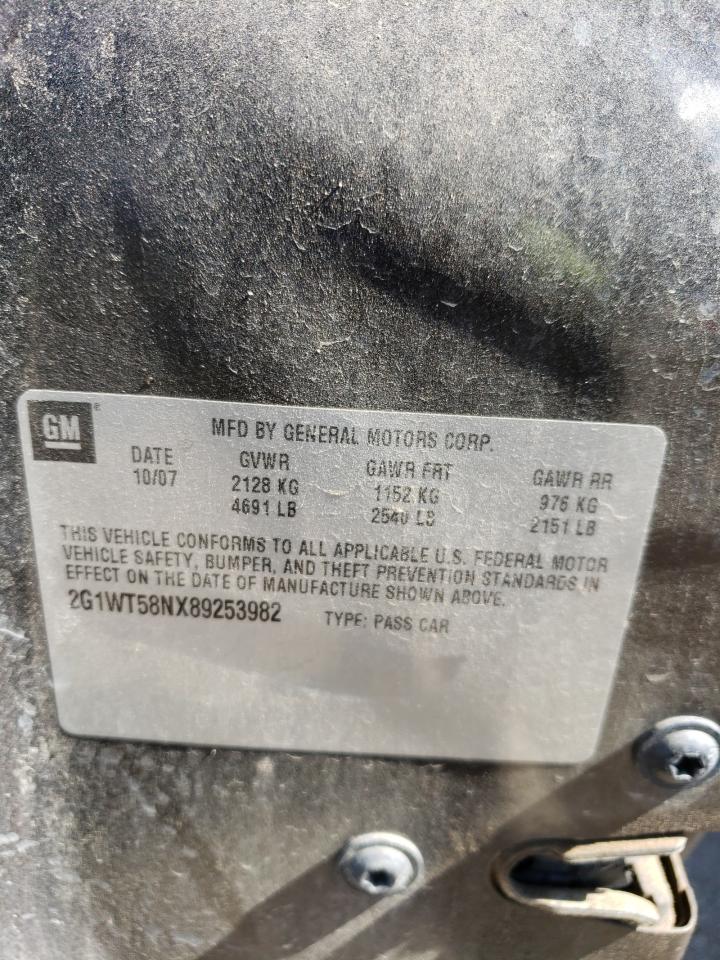 GM®
MFD BY GENERAL MOTORS CORP.
DATE GVWR GAWR FRT GAWR RR
10/07 2128 KG 1152 KG 976 KG
4691 LB 2540 LB 2151 LB
THIS VEHICLE CONFORMS TO ALL APPLICABLE U.S. FEDERAL MOTOR
VEHICLE SAFETY, BUMPER, AND THEFT PREVENTION STANDARDS IN
EFFECT ON THE DATE OF MANUFACTURE SHOWN ABOVE.
2G1WT58NX89253982 TYPE: PASS CAR